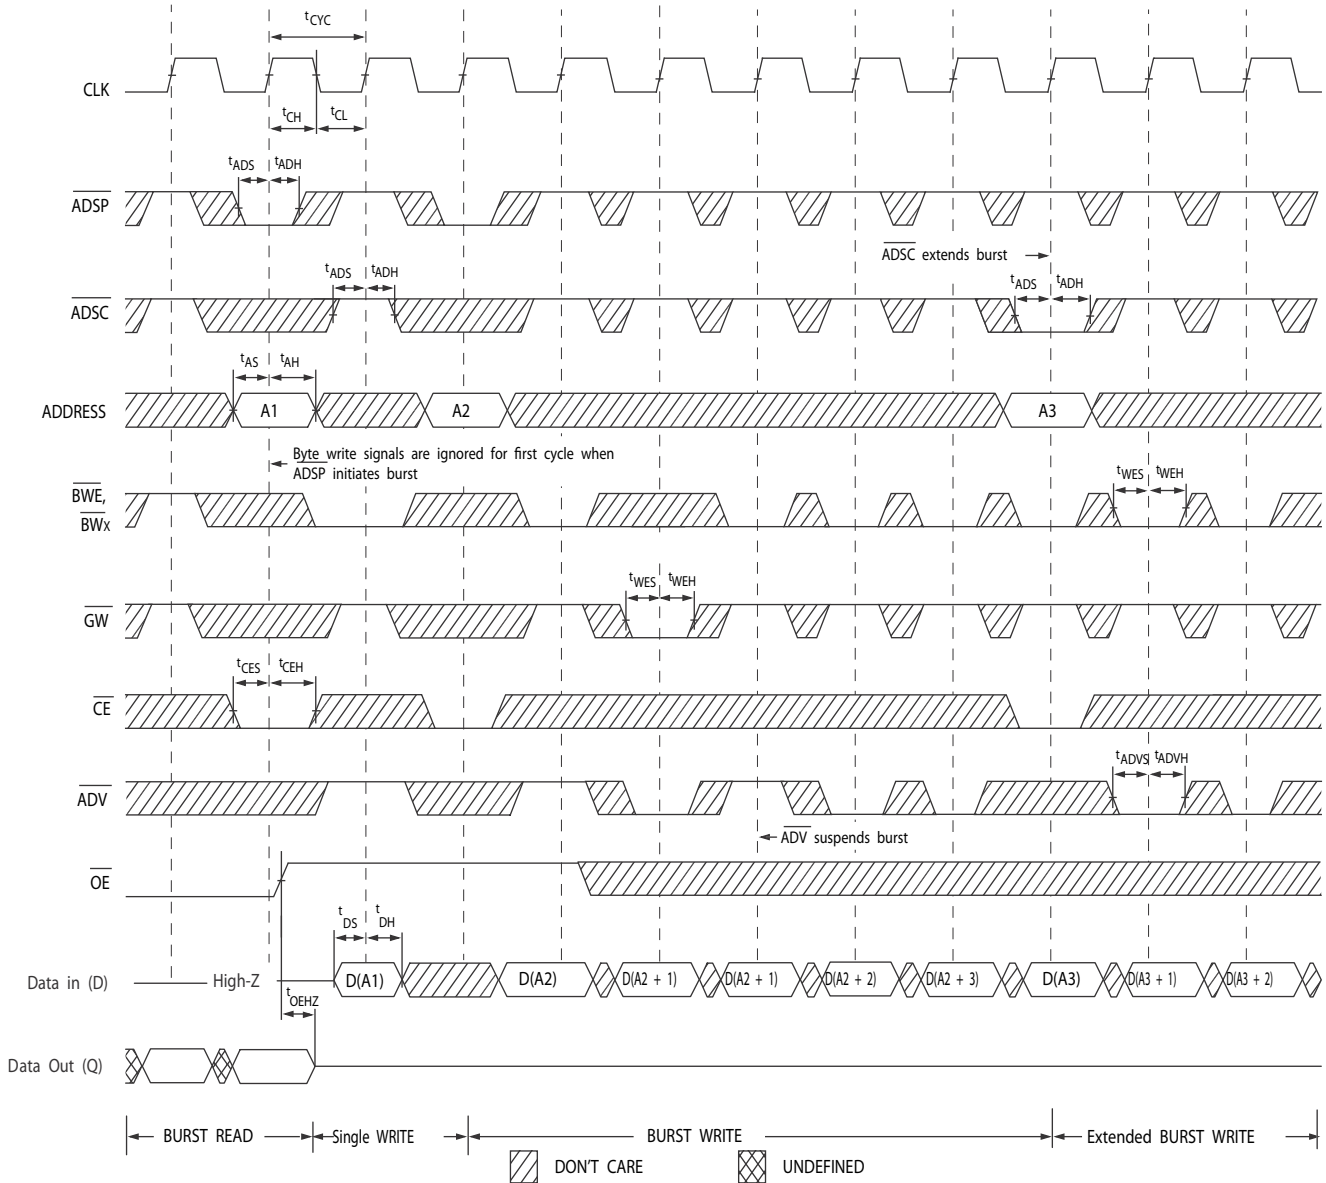 tCYC
CLK
tCH
tCL
tADS
tADH
ADSP
ADSC extends burst
tADS
tADH
tADS
tADH
ADSC
tAS
tAH
ADDRESS
A1
A2
A3
Byte write signals are ignored for first cycle when
ADSP initiates burst
tWES
tWEH
BWE,
BWx
tWES
tWEH
GW
tCES
tCEH
CE
tADVS
tADVH
ADV
ADV suspends burst
OE
tDS
tDH
Data in (D)
High-Z
D(A1)
D(A2)
D(A2 + 1)
D(A2 + 1)
D(A2 + 2)
D(A2 + 3)
D(A3)
D(A3 + 1)
D(A3 + 2)
tOEHZ
Data Out (Q)
BURST READ
Single WRITE
BURST WRITE
Extended BURST WRITE
DON'T CARE
UNDEFINED